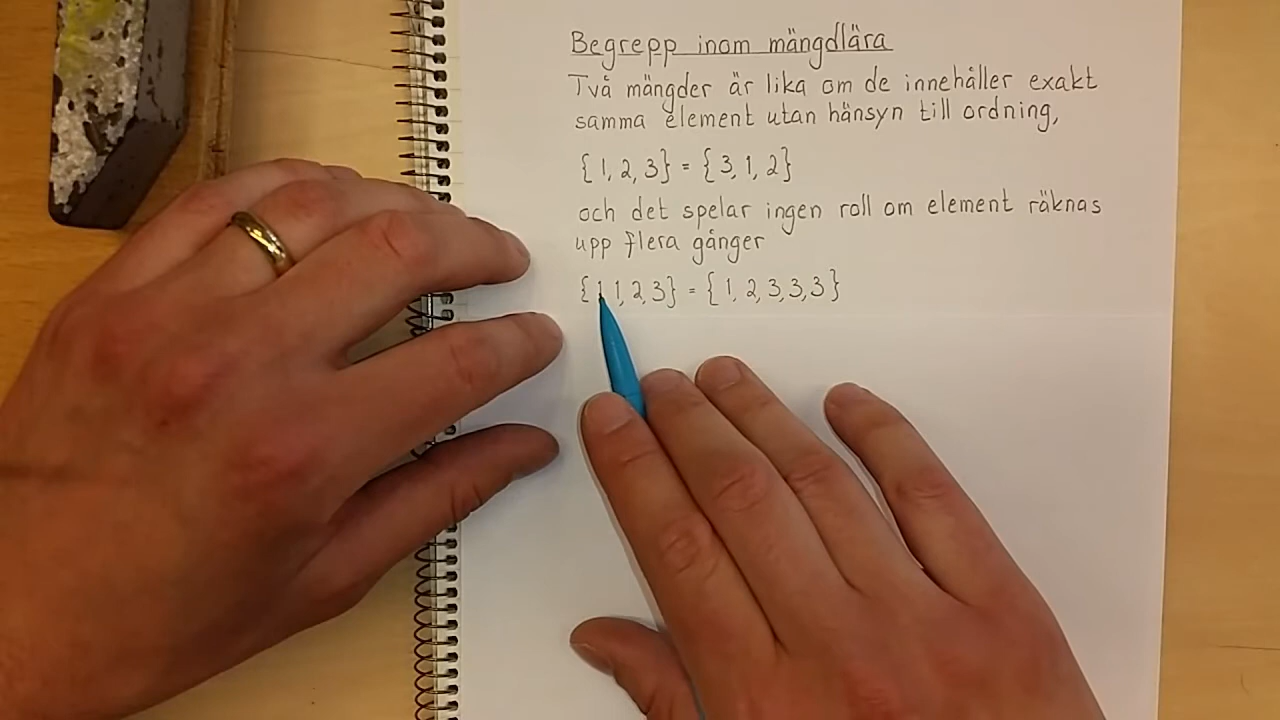 Begrepp inom mängdlära
Två mängder är lika om de innehåller exakt
samma element utan hänsyn till ordning,
{1, 2, 3} = {3, 1, 2}
och det spelar ingen roll om element räknas
upp flera gånger
{1, 1, 2, 3} = {1, 2, 3, 3, 3}